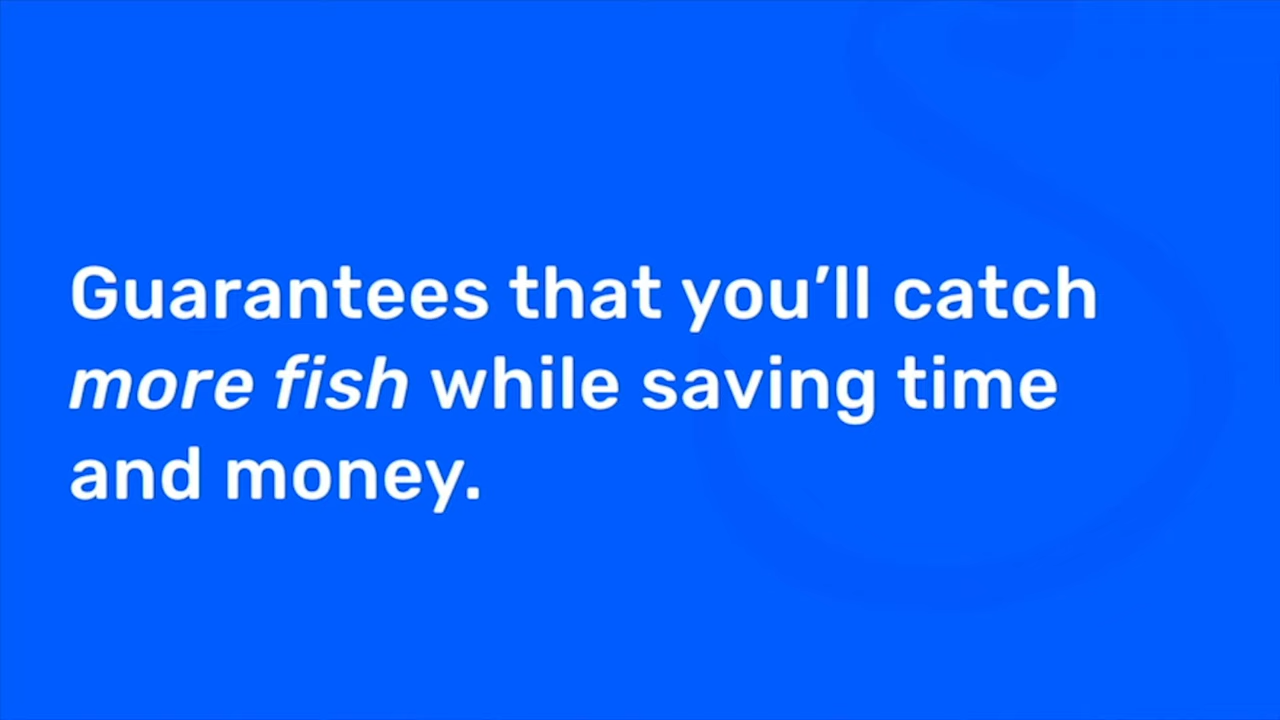 Guarantees that you’ll catch
more fish while saving time
and money.